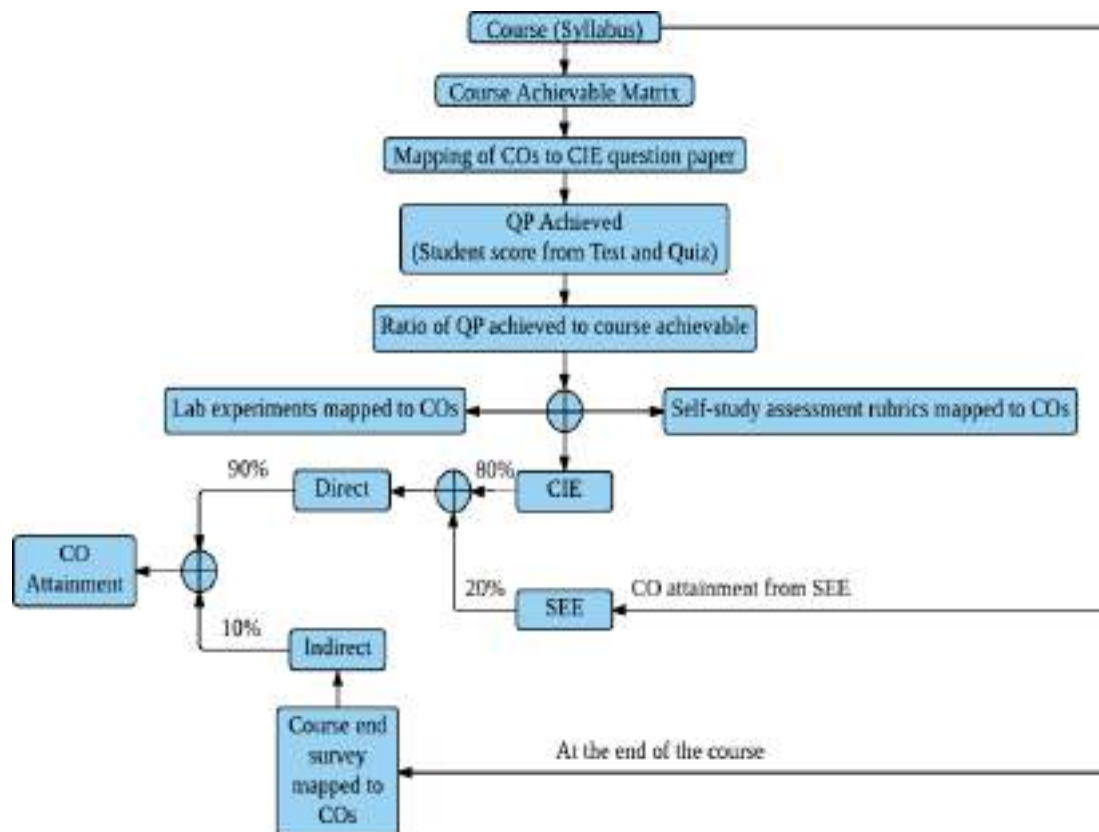 Course (Syllabus)
Course Achievable Matrix
Mapping of COs to CIE question paper
QP Achieved
(Student score from Test and Quiz)
Ratio of QP achieved to course achievable
Lab experiments mapped to COs
Self-study assessment rubrics mapped to COs
90%
Direct
80%
CIE
CO
Attainment
20%
SEE
CO attainment from SEE
10%
Indirect
Course end
survey
mapped to
COs
At the end of the course